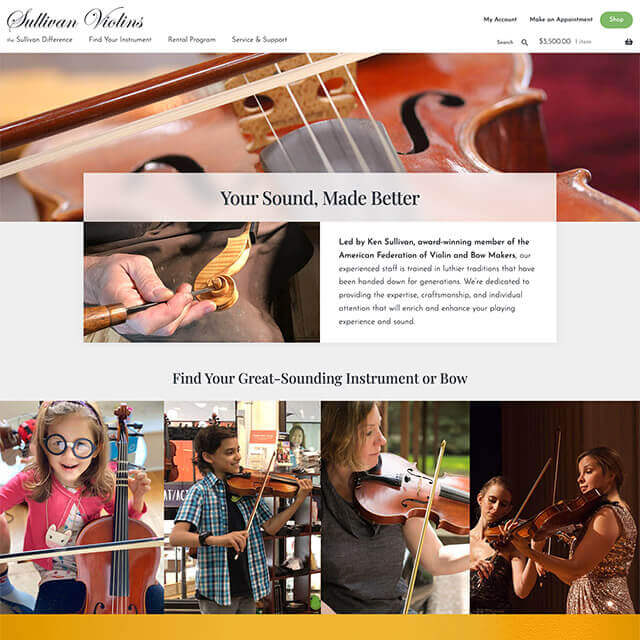 Sullivan Violins
My Account Make an Appointment Shop
the Sullivan Difference Find Your Instrument Rental Program Service & Support
Search $3,500.00 1 item
Your Sound, Made Better
Led by Ken Sullivan, award-winning member of the
American Federation of Violin and Bow Makers, our
experienced staff is trained in luthier traditions that have
been handed down for generations. We're dedicated to
providing the expertise, craftsmanship, and individual
attention that will enrich and enhance your playing
experience and sound.
Find Your Great-Sounding Instrument or Bow